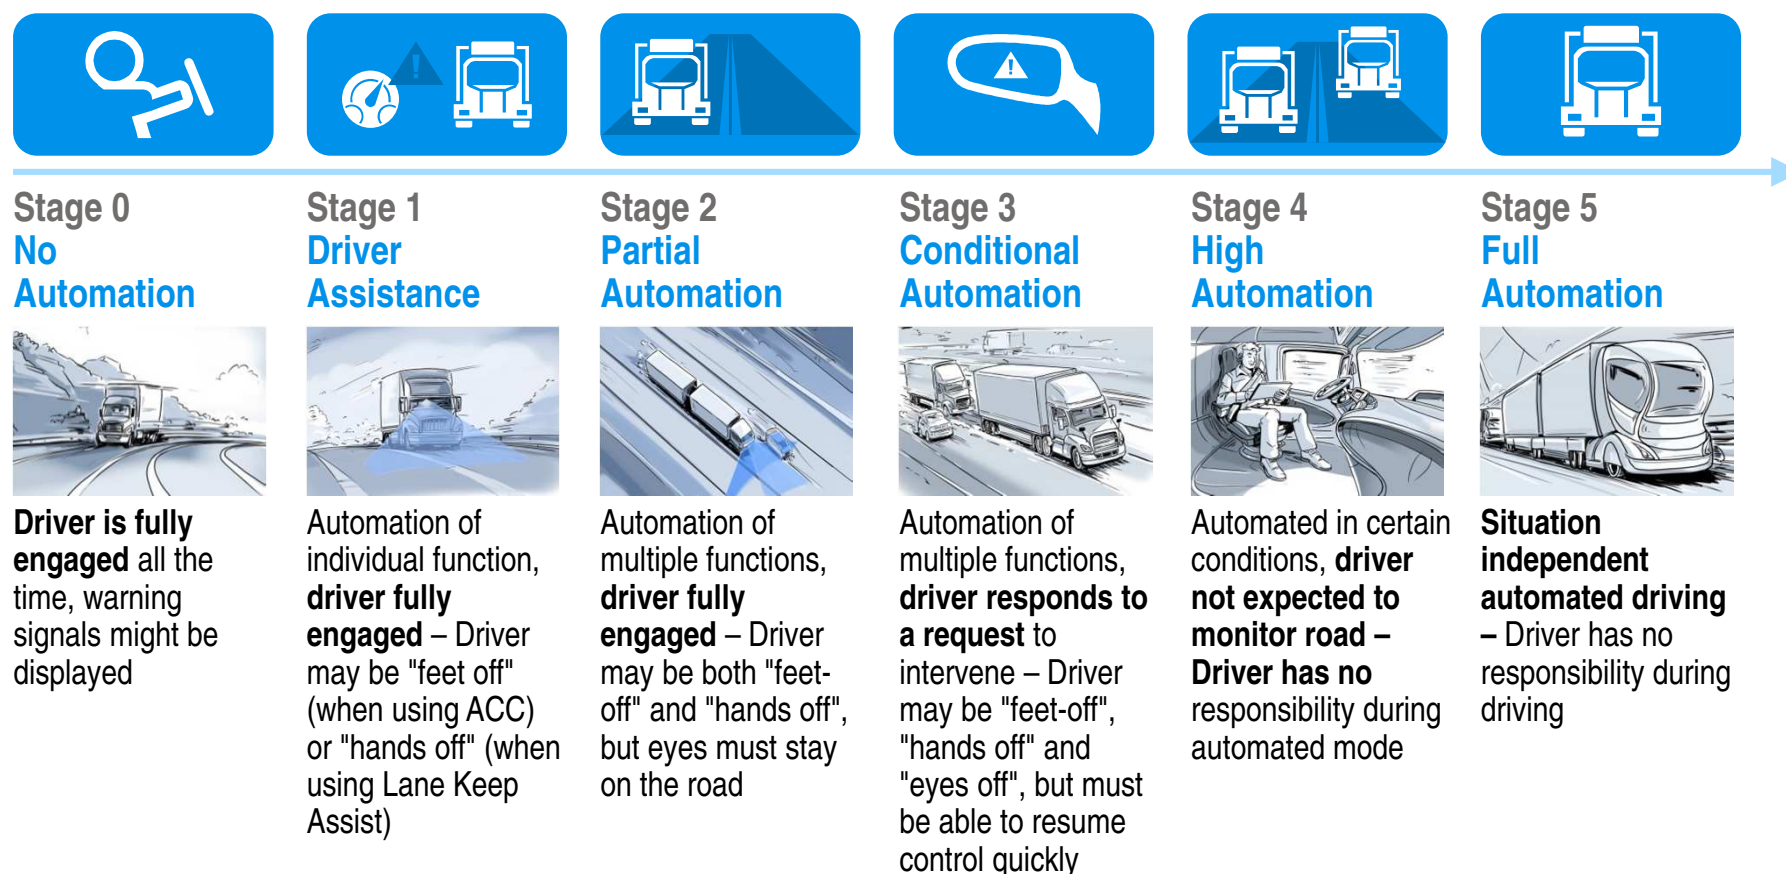 Stage 0
No
Automation
Driver is fully
engaged all the
time, warning
signals might be
displayed
Stage 1
Driver
Assistance
Automation of
individual function,
driver fully
engaged – Driver
may be "feet off"
(when using ACC)
or "hands off" (when
using Lane Keep
Assist)
Stage 2
Partial
Automation
Automation of
multiple functions,
driver fully
engaged – Driver
may be both "feet-
off" and "hands off",
but eyes must stay
on the road
Stage 3
Conditional
Automation
Automation of
multiple functions,
driver responds to
a request to
intervene – Driver
may be "feet-off",
"hands off" and
"eyes off", but must
be able to resume
control quickly
Stage 4
High
Automation
Automated in certain
conditions, driver
not expected to
monitor road –
Driver has no
responsibility during
automated mode
Stage 5
Full
Automation
Situation
independent
automated driving
– Driver has no
responsibility during
driving